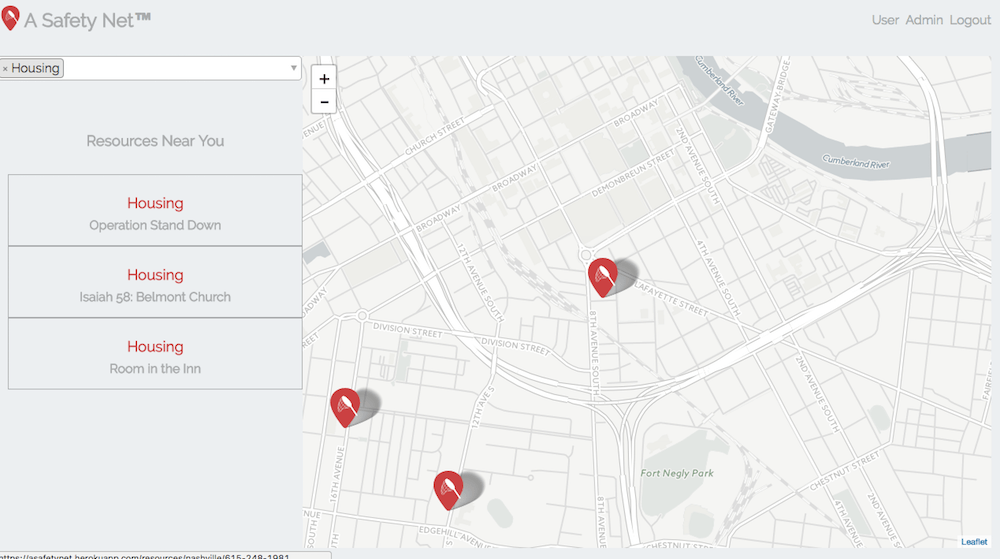 A Safety Net™
User Admin Logout
× Housing
Resources Near You
Housing
Operation Stand Down
Housing
Isaiah 58: Belmont Church
Housing
Room in the Inn
+
-
CHURCH STREET
BROADWAY
BROADWAY
BROADWAY
DEMONBREUN STREET
2ND AVENUE SOUTH
GATEWAY BRIDGE
Cumberland River
Cumberland River
12TH AVENUE SOUTH
4TH AVENUE SOUTH
LAFAYETTE STREET
8TH AVENUE SOUTH
DIVISION STREET
DIVISION STREET
12TH AVE S
16TH AVENUE
EDGEHILL AVENUE
8TH AVENUE
Fort Negly Park
CHESTNUT STREET
CHESTNUT STREET
2ND AVENUE
Leaflet
https://asafetynet.herokuapp.com/resources/nashville/615-248-1981